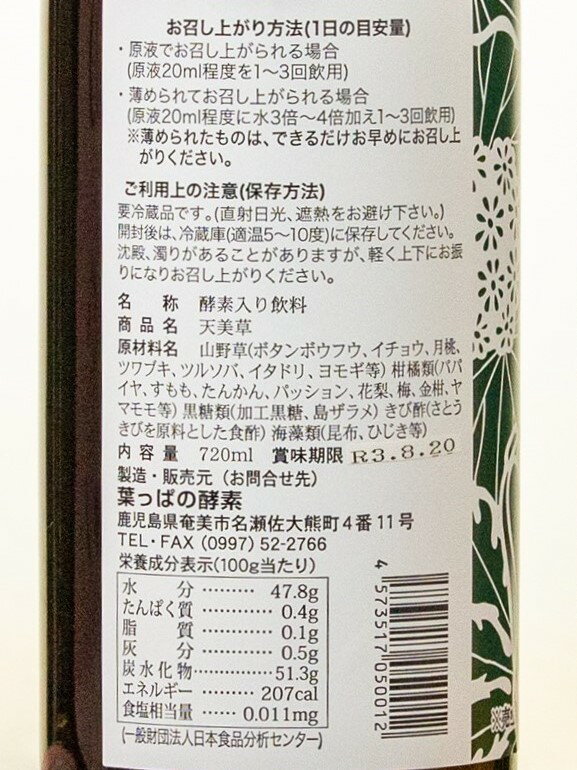 お召し上がり方法(1日の目安量)
・原液でお召し上がられる場合
(原液20ml程度を1〜3回飲用)
・薄められてお召し上がられる場合
(原液20ml程度に水3倍〜4倍加え1〜3回飲用)
※薄められたものは、できるだけお早めにお召し上
がりください。
ご利用上の注意(保存方法)
要冷蔵品です。(直射日光、遮熱をお避け下さい。)
開封後は、冷蔵庫(適温5〜10度)に保存してください。
沈殿、濁りがあることがありますが、軽く上下にお振
りになりお召し上がりください。
名 称 酵素入り飲料
商品名 天美草
原材料名 山野草(ボタンボウフウ、イチョウ、月桃、
ツワブキ、ツルソバ、イタドリ、ヨモギ等) 柑橘類(パパ
イヤ、すもも、たんかん、パッション、花梨、梅、金柑、ヤ
マモモ等) 黒糖類(加工黒糖、島ザラメ) きび酢(さとう
きびを原料とした食酢) 海藻類(昆布、ひじき等)
内容量 720ml 賞味期限 R3.8.20
製造・販売元（お問合せ先）
葉っぱの酵素
鹿児島県奄美市名瀬佐大熊町4番11号
TEL・FAX (0997) 52-2766
栄養成分表示(100g当たり)
水 分 ……… 47.8g
たんぱく質 ……… 0.4g
脂 質 ……… 0.1g
灰 分 ……… 0.5g
炭水化物 ……… 51.3g
エネルギー ……… 207cal
食塩相当量 ……… 0.011mg
(一般財団法人日本食品分析センター)
4573517050012